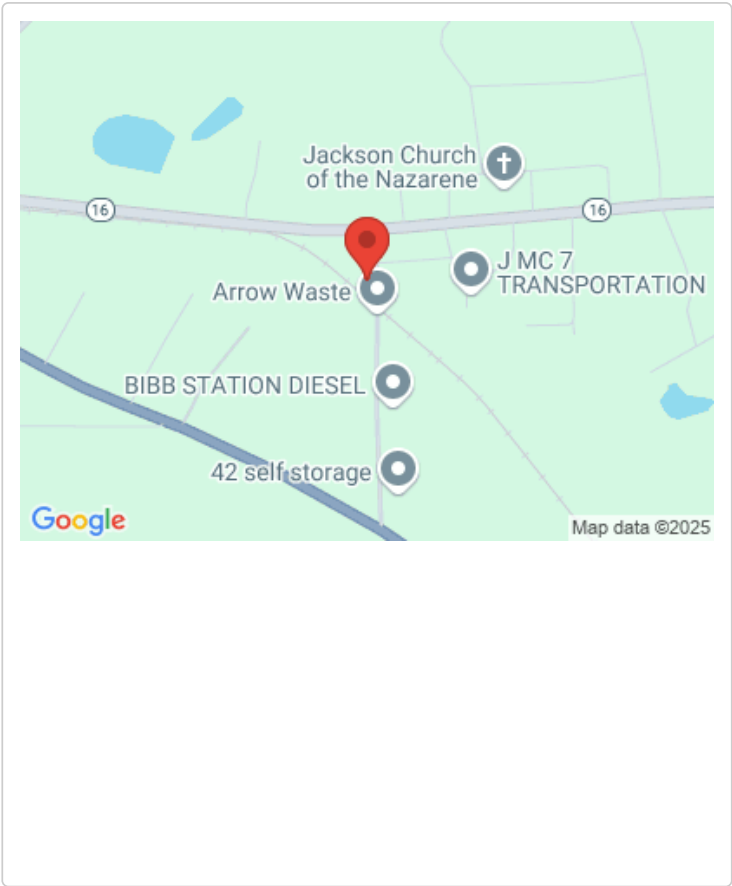 Jackson Church
of the Nazarene
16
16
Arrow Waste
J MC 7
TRANSPORTATION
BIBB STATION DIESEL
42 self storage
Google
Map data ©2025